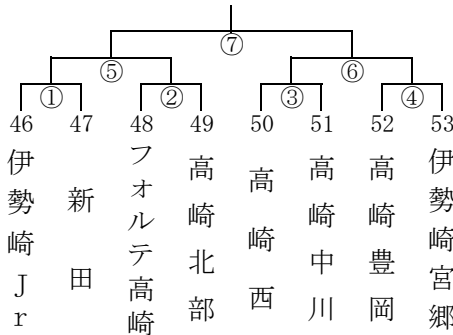 ⑦
⑤ ⑥
① ② ③ ④
46 47 48 49 50 51 52 53
伊勢崎Jr
新田
フォルテ高崎
高崎北部
高崎西
高崎中川
高崎豊岡
伊勢崎宮郷